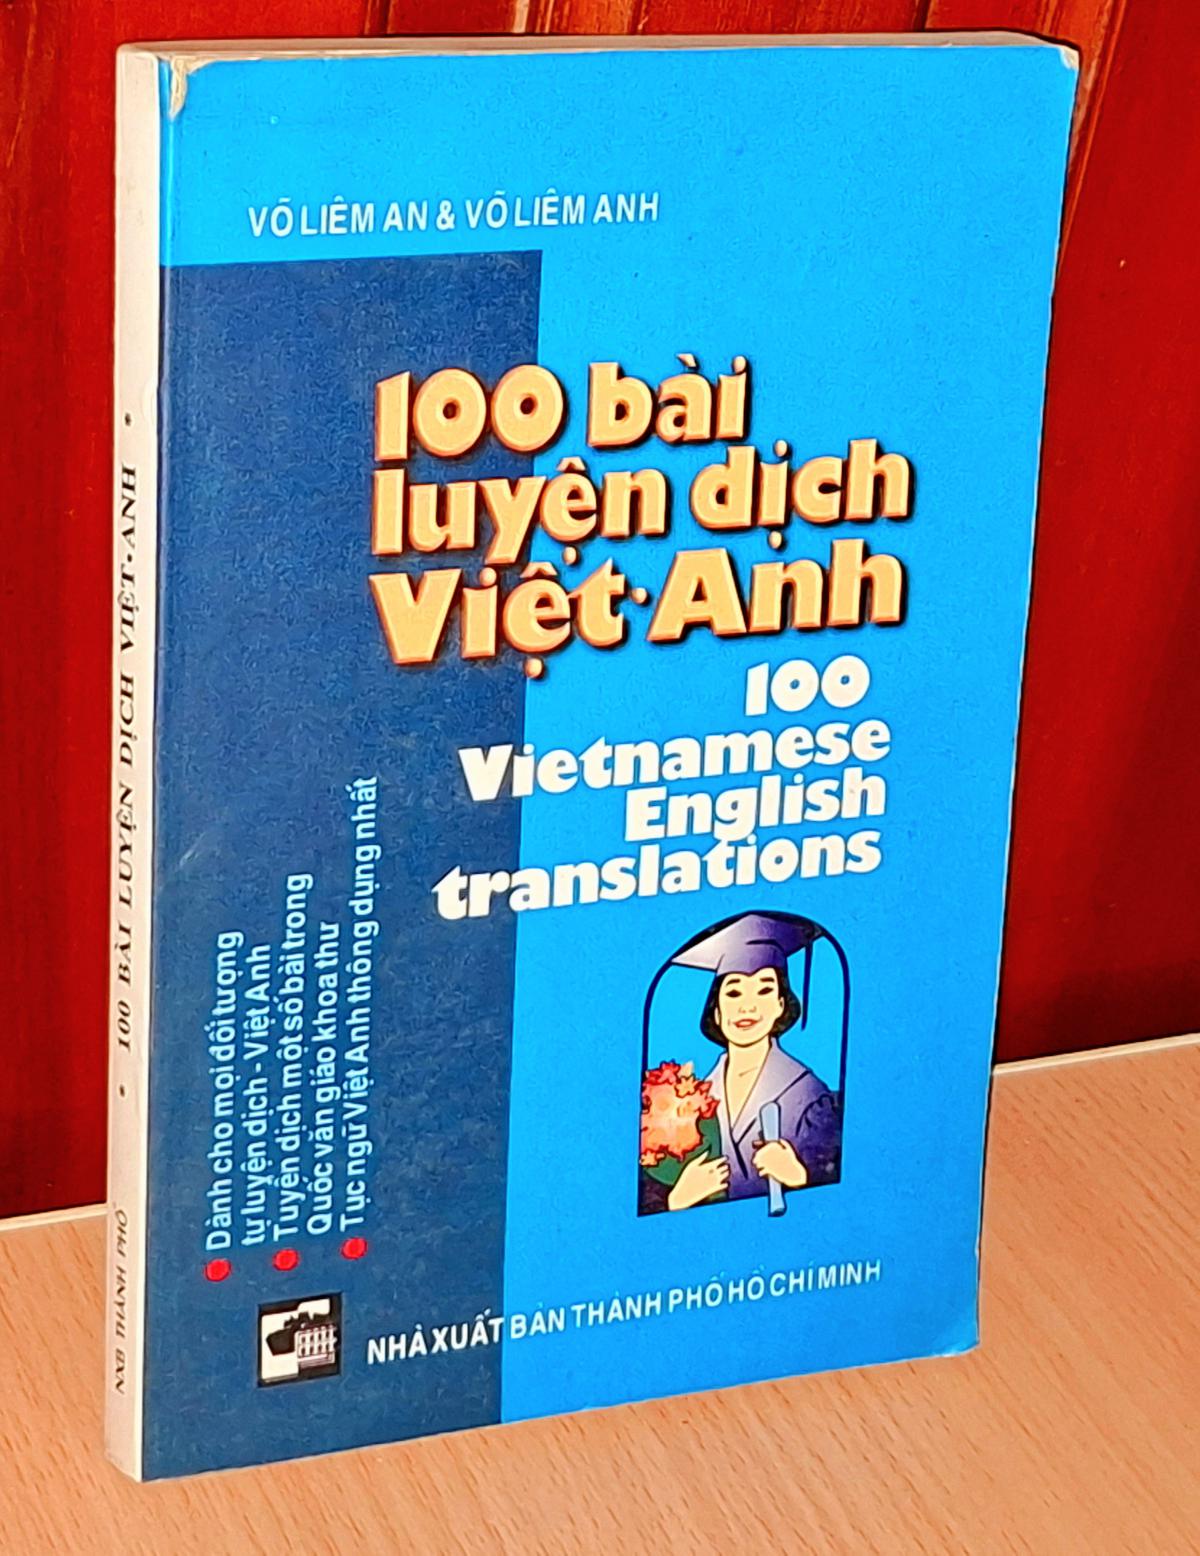 VÕ LIÊM AN & VÕ LIÊM ANH
100 bài
luyện dịch
Việt·Anh
100
Vietnamese
English
translations
Dành cho mọi đối tượng
tự luyện dịch - Việt Anh
Tuyển dịch một số bài trong
Quốc văn giáo khoa thư
Tục ngữ Việt Anh thông dụng nhất
NHÀ XUẤT BẢN THÀNH PHỐ HỒ CHÍ MINH
• 100 BÀI LUYỆN DỊCH VIỆT·ANH •
NXB THÀNH PHỐ